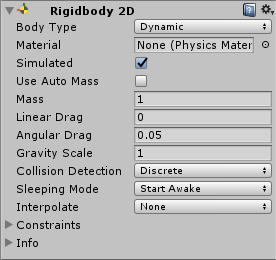 Rigidbody 2D
Body Type Dynamic
Material None (Physics Mater
Simulated
Use Auto Mass
Mass 1
Linear Drag 0
Angular Drag 0.05
Gravity Scale 1
Collision Detection Discrete
Sleeping Mode Start Awake
Interpolate None
Constraints
Info